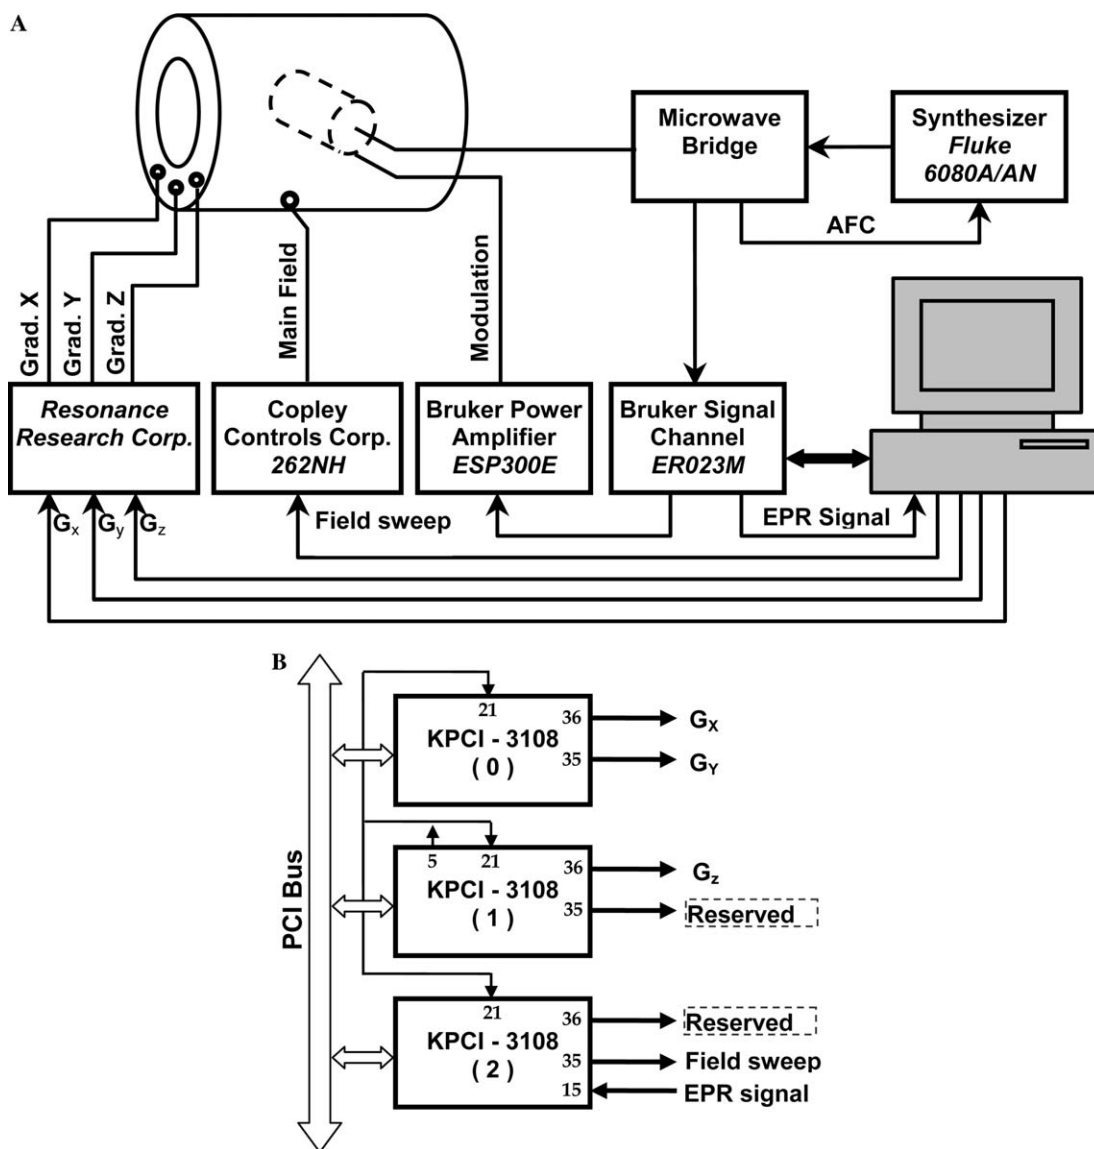 A
Microwave
Bridge
Synthesizer
Fluke
6080A/AN
AFC
Grad. X
Grad. Y
Grad. Z
Main Field
Modulation
Resonance
Research Corp.
Copley
Controls Corp.
262NH
Bruker Power
Amplifier
ESP300E
Bruker Signal
Channel
ER023M
Gx
Gy
Gz
Field sweep
EPR Signal
B
PCI Bus
21
KPCI - 3108
( 0 )
36
35
GX
GY
5
21
KPCI - 3108
( 1 )
36
35
Gz
Reserved
21
KPCI - 3108
( 2 )
36
35
15
Reserved
Field sweep
EPR signal